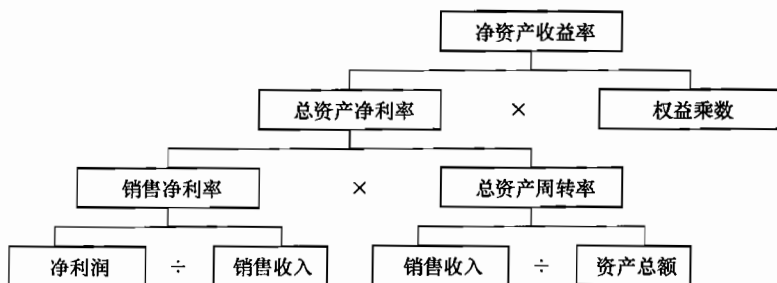 净资产收益率
总资产净利率 × 权益乘数
销售净利率 × 总资产周转率
净利润 ÷ 销售收入 销售收入 ÷ 资产总额